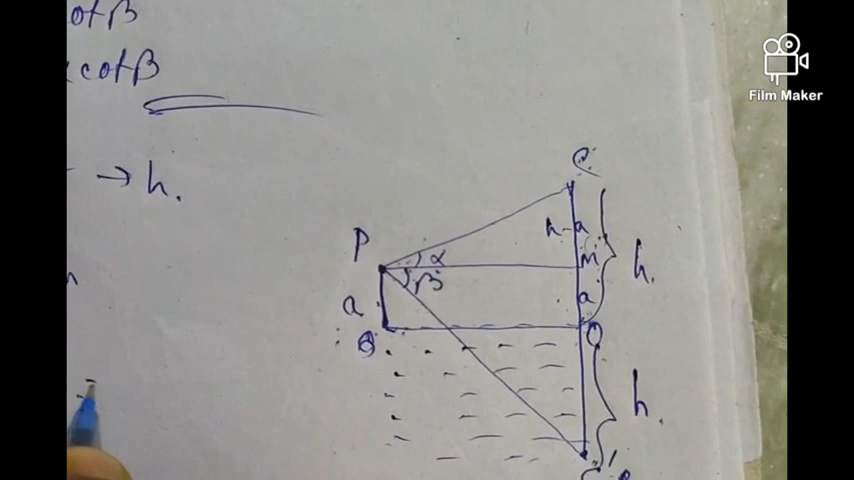 cotβ
cotβ
→ h.
C
h-a
P
α
M
h.
β
a
a
B
O
h.
Film Maker